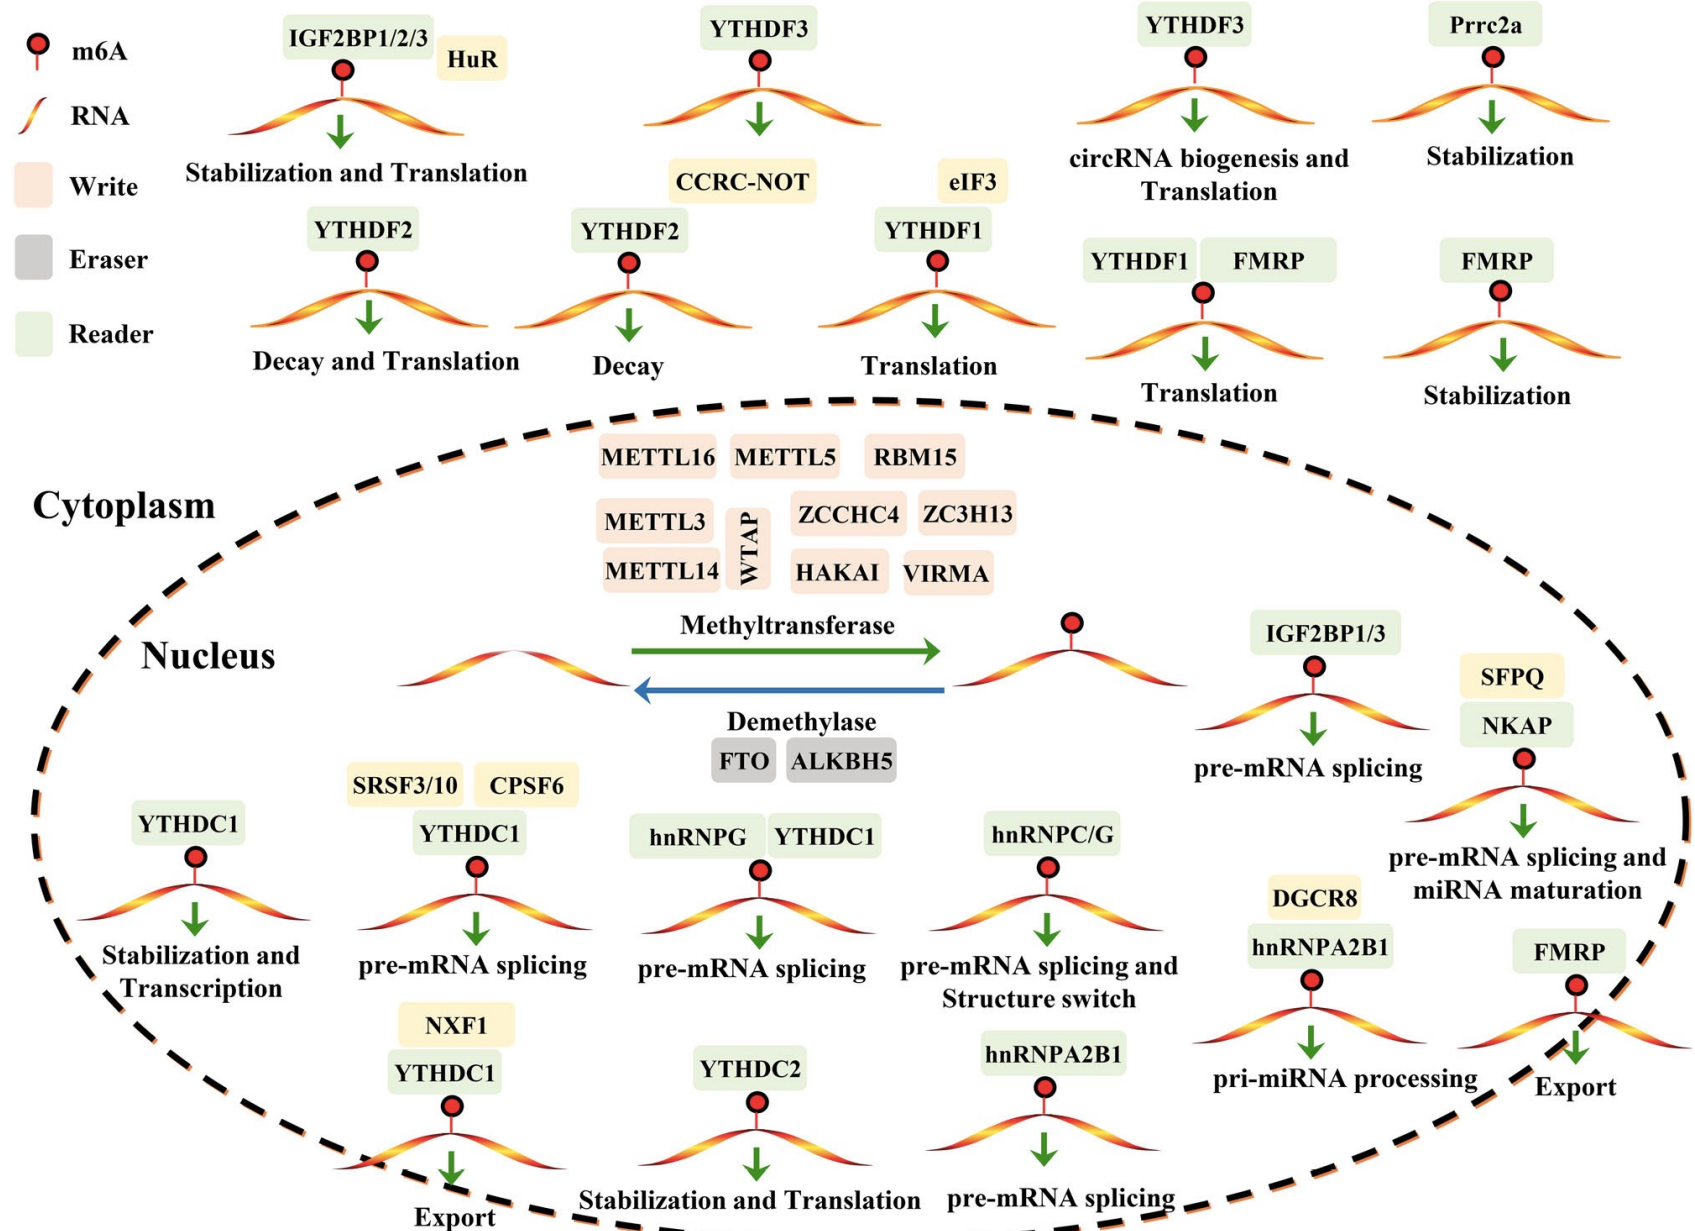 m6A
RNA
Write
Eraser
Reader
IGF2BP1/2/3
HuR
Stabilization and Translation
YTHDF3
CCRC-NOT
YTHDF3
circRNA biogenesis and
Translation
Prrc2a
Stabilization
YTHDF2
Decay and Translation
YTHDF2
Decay
eIF3
YTHDF1
Translation
YTHDF1
FMRP
Translation
FMRP
Stabilization
Cytoplasm
Nucleus
METTL16
METTL5
RBM15
METTL3
WTAP
ZCCHC4
ZC3H13
METTL14
HAKAI
VIRMA
Methyltransferase
Demethylase
FTO
ALKBH5
IGF2BP1/3
pre-mRNA splicing
SFPQ
NKAP
pre-mRNA splicing and
miRNA maturation
YTHDC1
Stabilization and
Transcription
SRSF3/10
CPSF6
YTHDC1
pre-mRNA splicing
hnRNPG
YTHDC1
pre-mRNA splicing
hnRNPC/G
pre-mRNA splicing and
Structure switch
DGCR8
hnRNPA2B1
pri-miRNA processing
FMRP
Export
NXF1
YTHDC1
Export
YTHDC2
Stabilization and Translation
hnRNPA2B1
pre-mRNA splicing